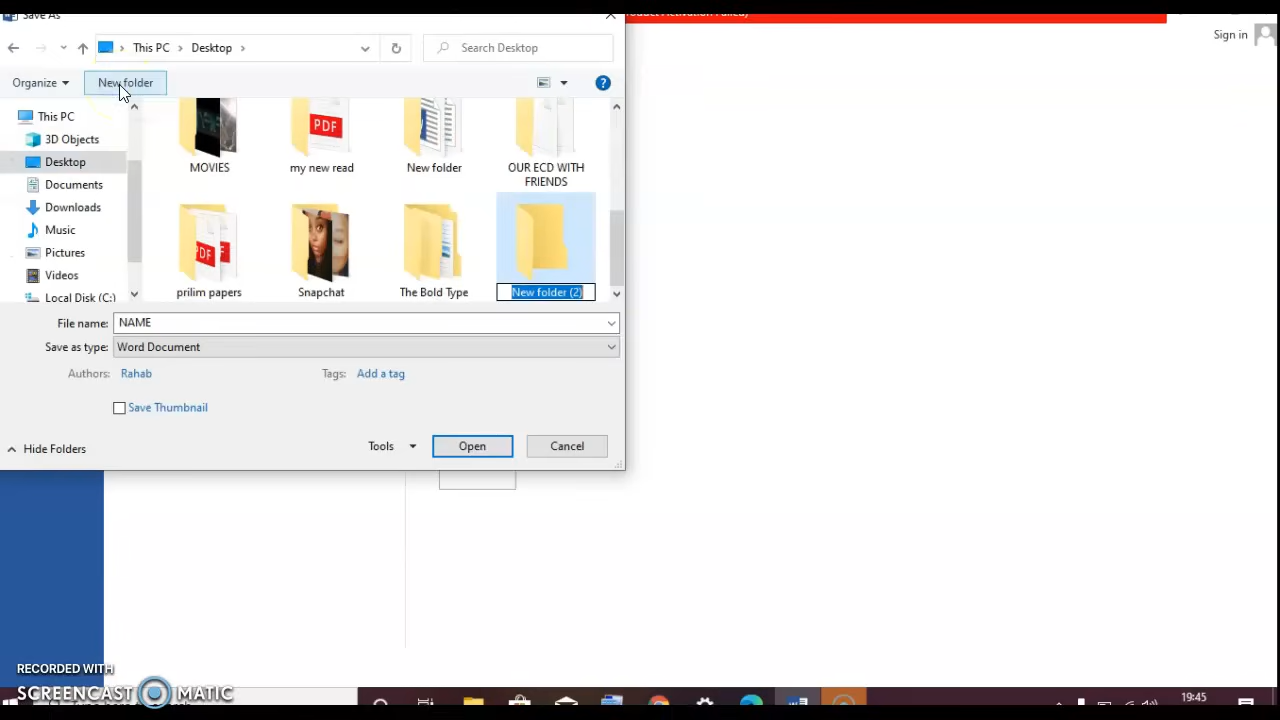 Save As
roduct Activation Failed)
Sign in
This PC
Desktop
Search Desktop
Organize
New folder
This PC
3D Objects
Desktop
Documents
Downloads
Music
Pictures
Videos
Local Disk (C:)
MOVIES
PDF
my new read
New folder
OUR ECD WITH
FRIENDS
PDF
prilim papers
Snapchat
The Bold Type
New folder (2)
File name:
NAME
Save as type:
Word Document
Authors:
Rahab
Tags:
Add a tag
Save Thumbnail
Hide Folders
Tools
Open
Cancel
RECORDED WITH
SCREENCAST MATIC
19:45